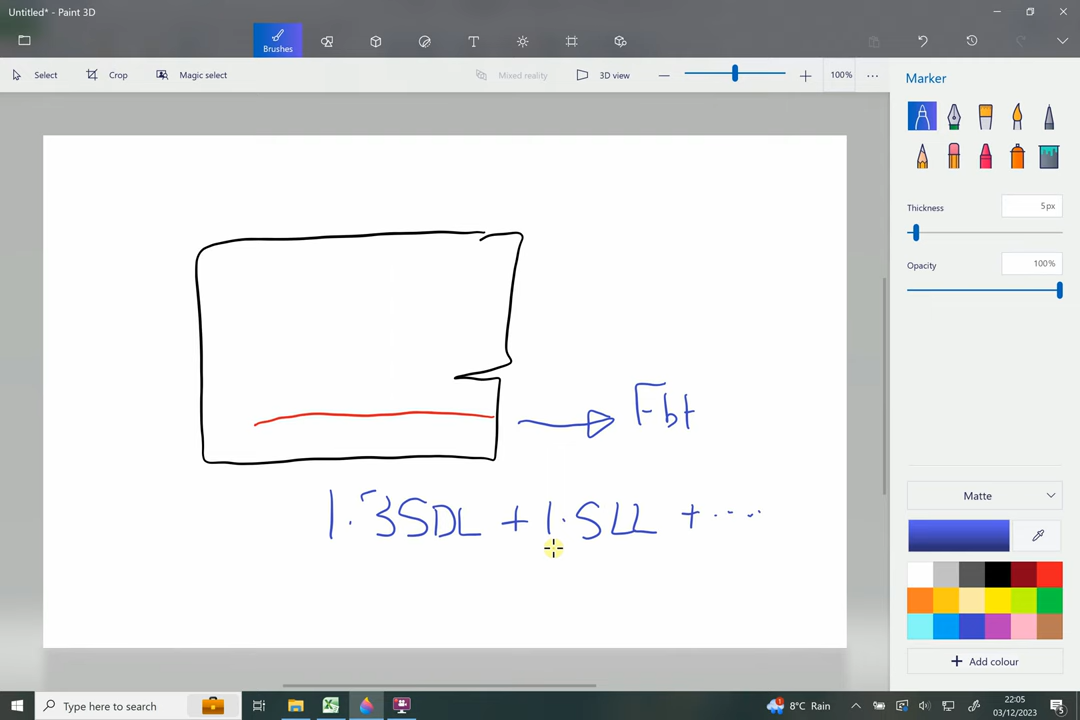 Untitled* - Paint 3D
Brushes
Select Crop Magic select Mixed reality 3D view 100%
Marker
Thickness 5px
Opacity 100%
Fbt
1.35DL + 1.5LL + .....
Matte
Add colour
Type here to search
8°C Rain
22:05
03/12/2023
5